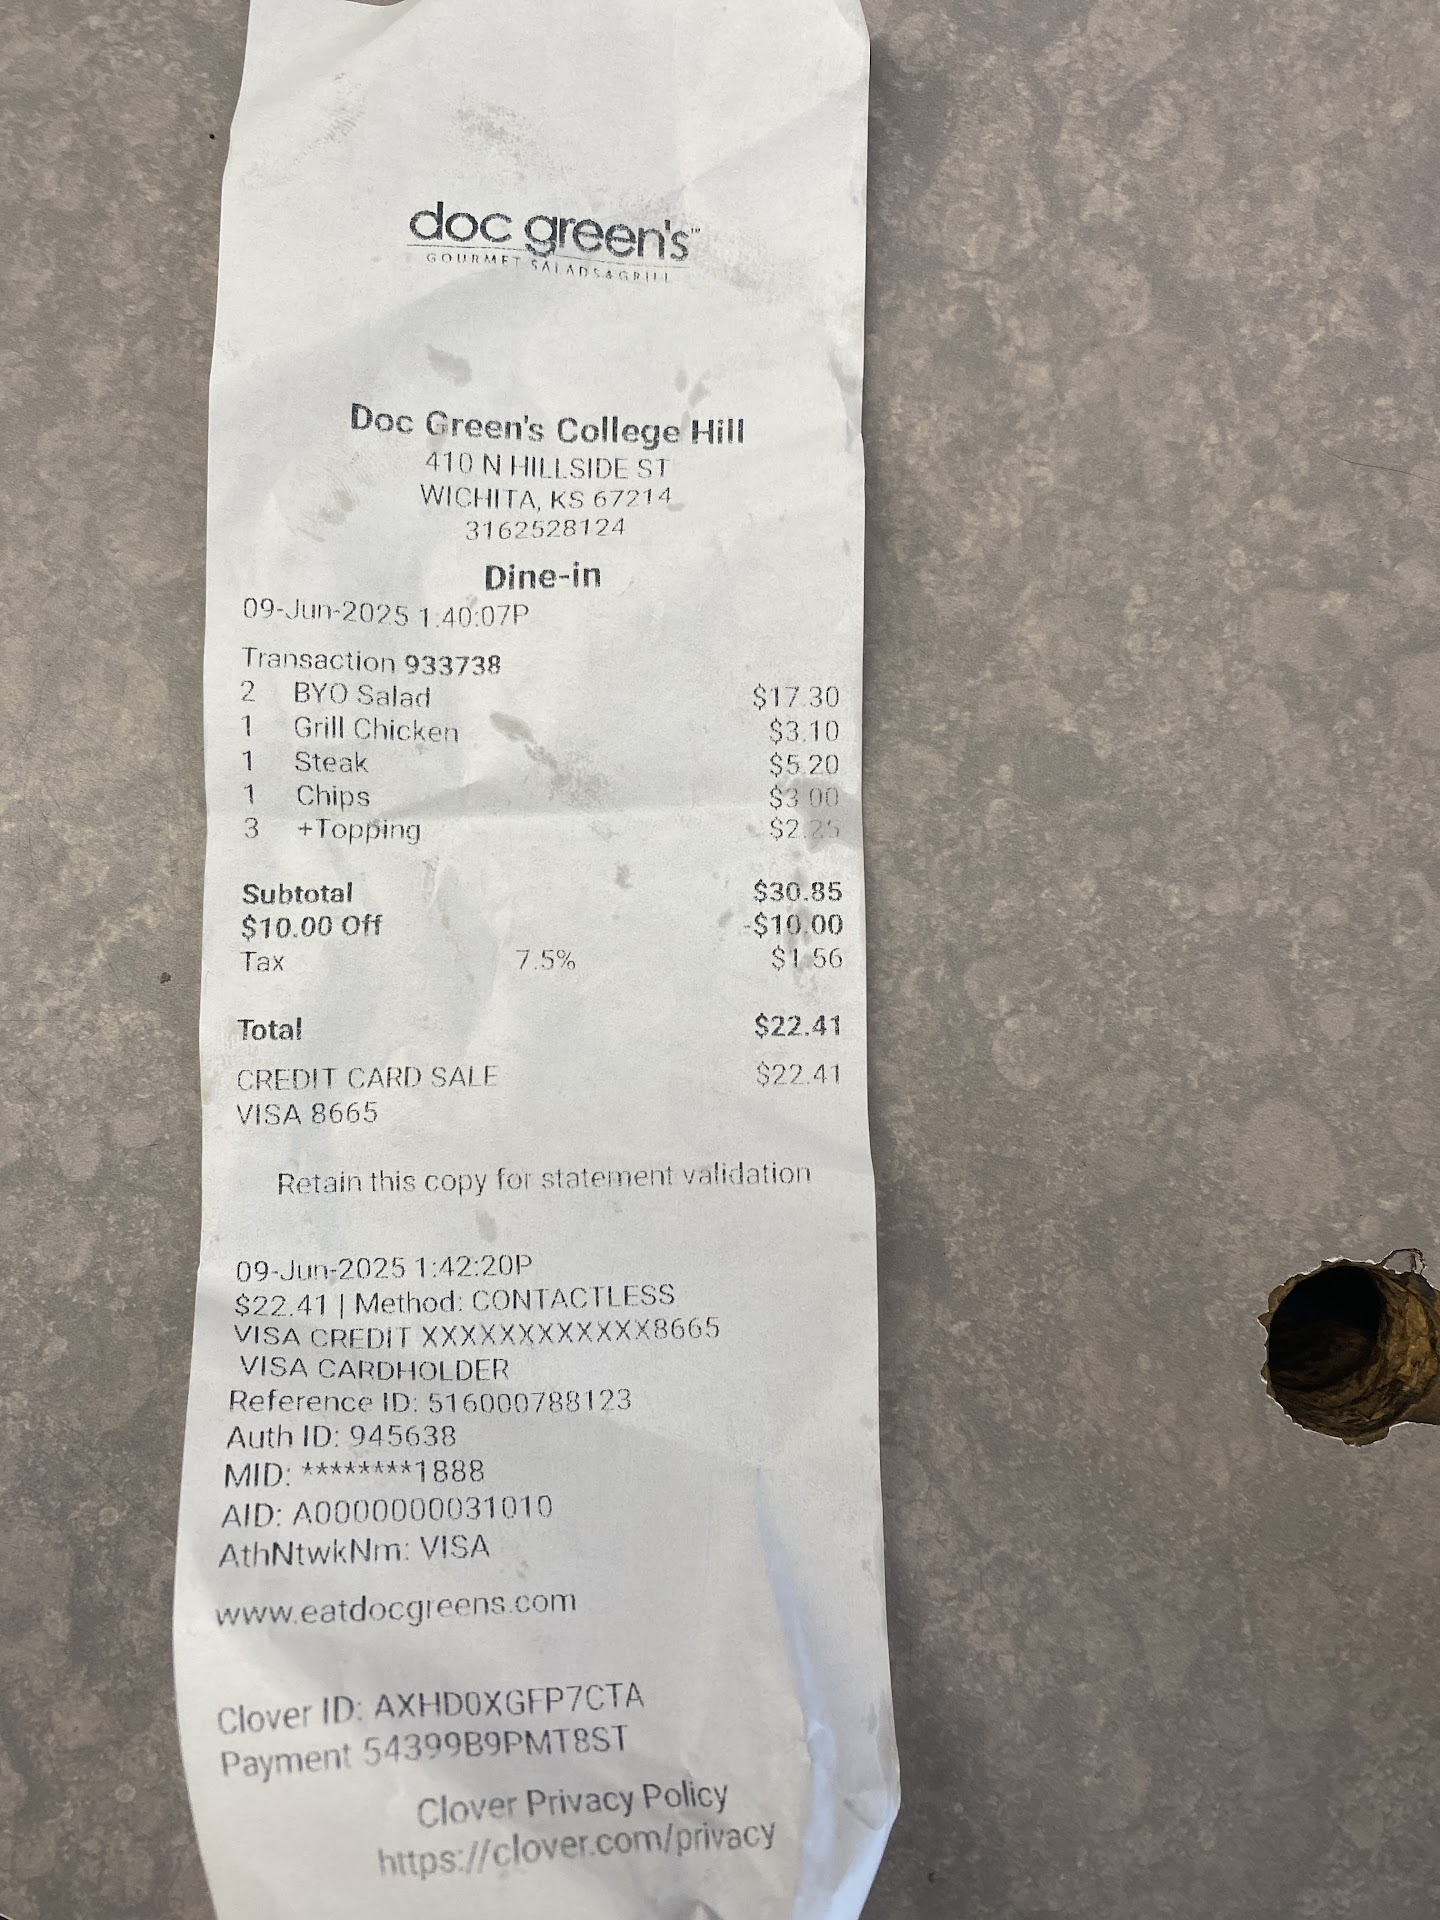 doc green's™
GOURMET SALADS & GRILL
Doc Green's College Hill
410 N HILLSIDE ST
WICHITA, KS 67214
3162528124
Dine-in
09-Jun-2025 1:40:07P
Transaction 933738
2 BYO Salad $17.30
1 Grill Chicken $3.10
1 Steak $5.20
1 Chips $3.00
3 +Topping $2.25
Subtotal $30.85
$10.00 Off -$10.00
Tax 7.5% $1.56
Total $22.41
CREDIT CARD SALE $22.41
VISA 8665
Retain this copy for statement validation
09-Jun-2025 1:42:20P
$22.41 | Method: CONTACTLESS
VISA CREDIT XXXXXXXXXXXX8665
VISA CARDHOLDER
Reference ID: 516000788123
Auth ID: 945638
MID: ********1888
AID: A0000000031010
AthNtwkNm: VISA
www.eatdocgreens.com
Clover ID: AXHD0XGFP7CTA
Payment 54399B9PMT8ST
Clover Privacy Policy
https://clover.com/privacy